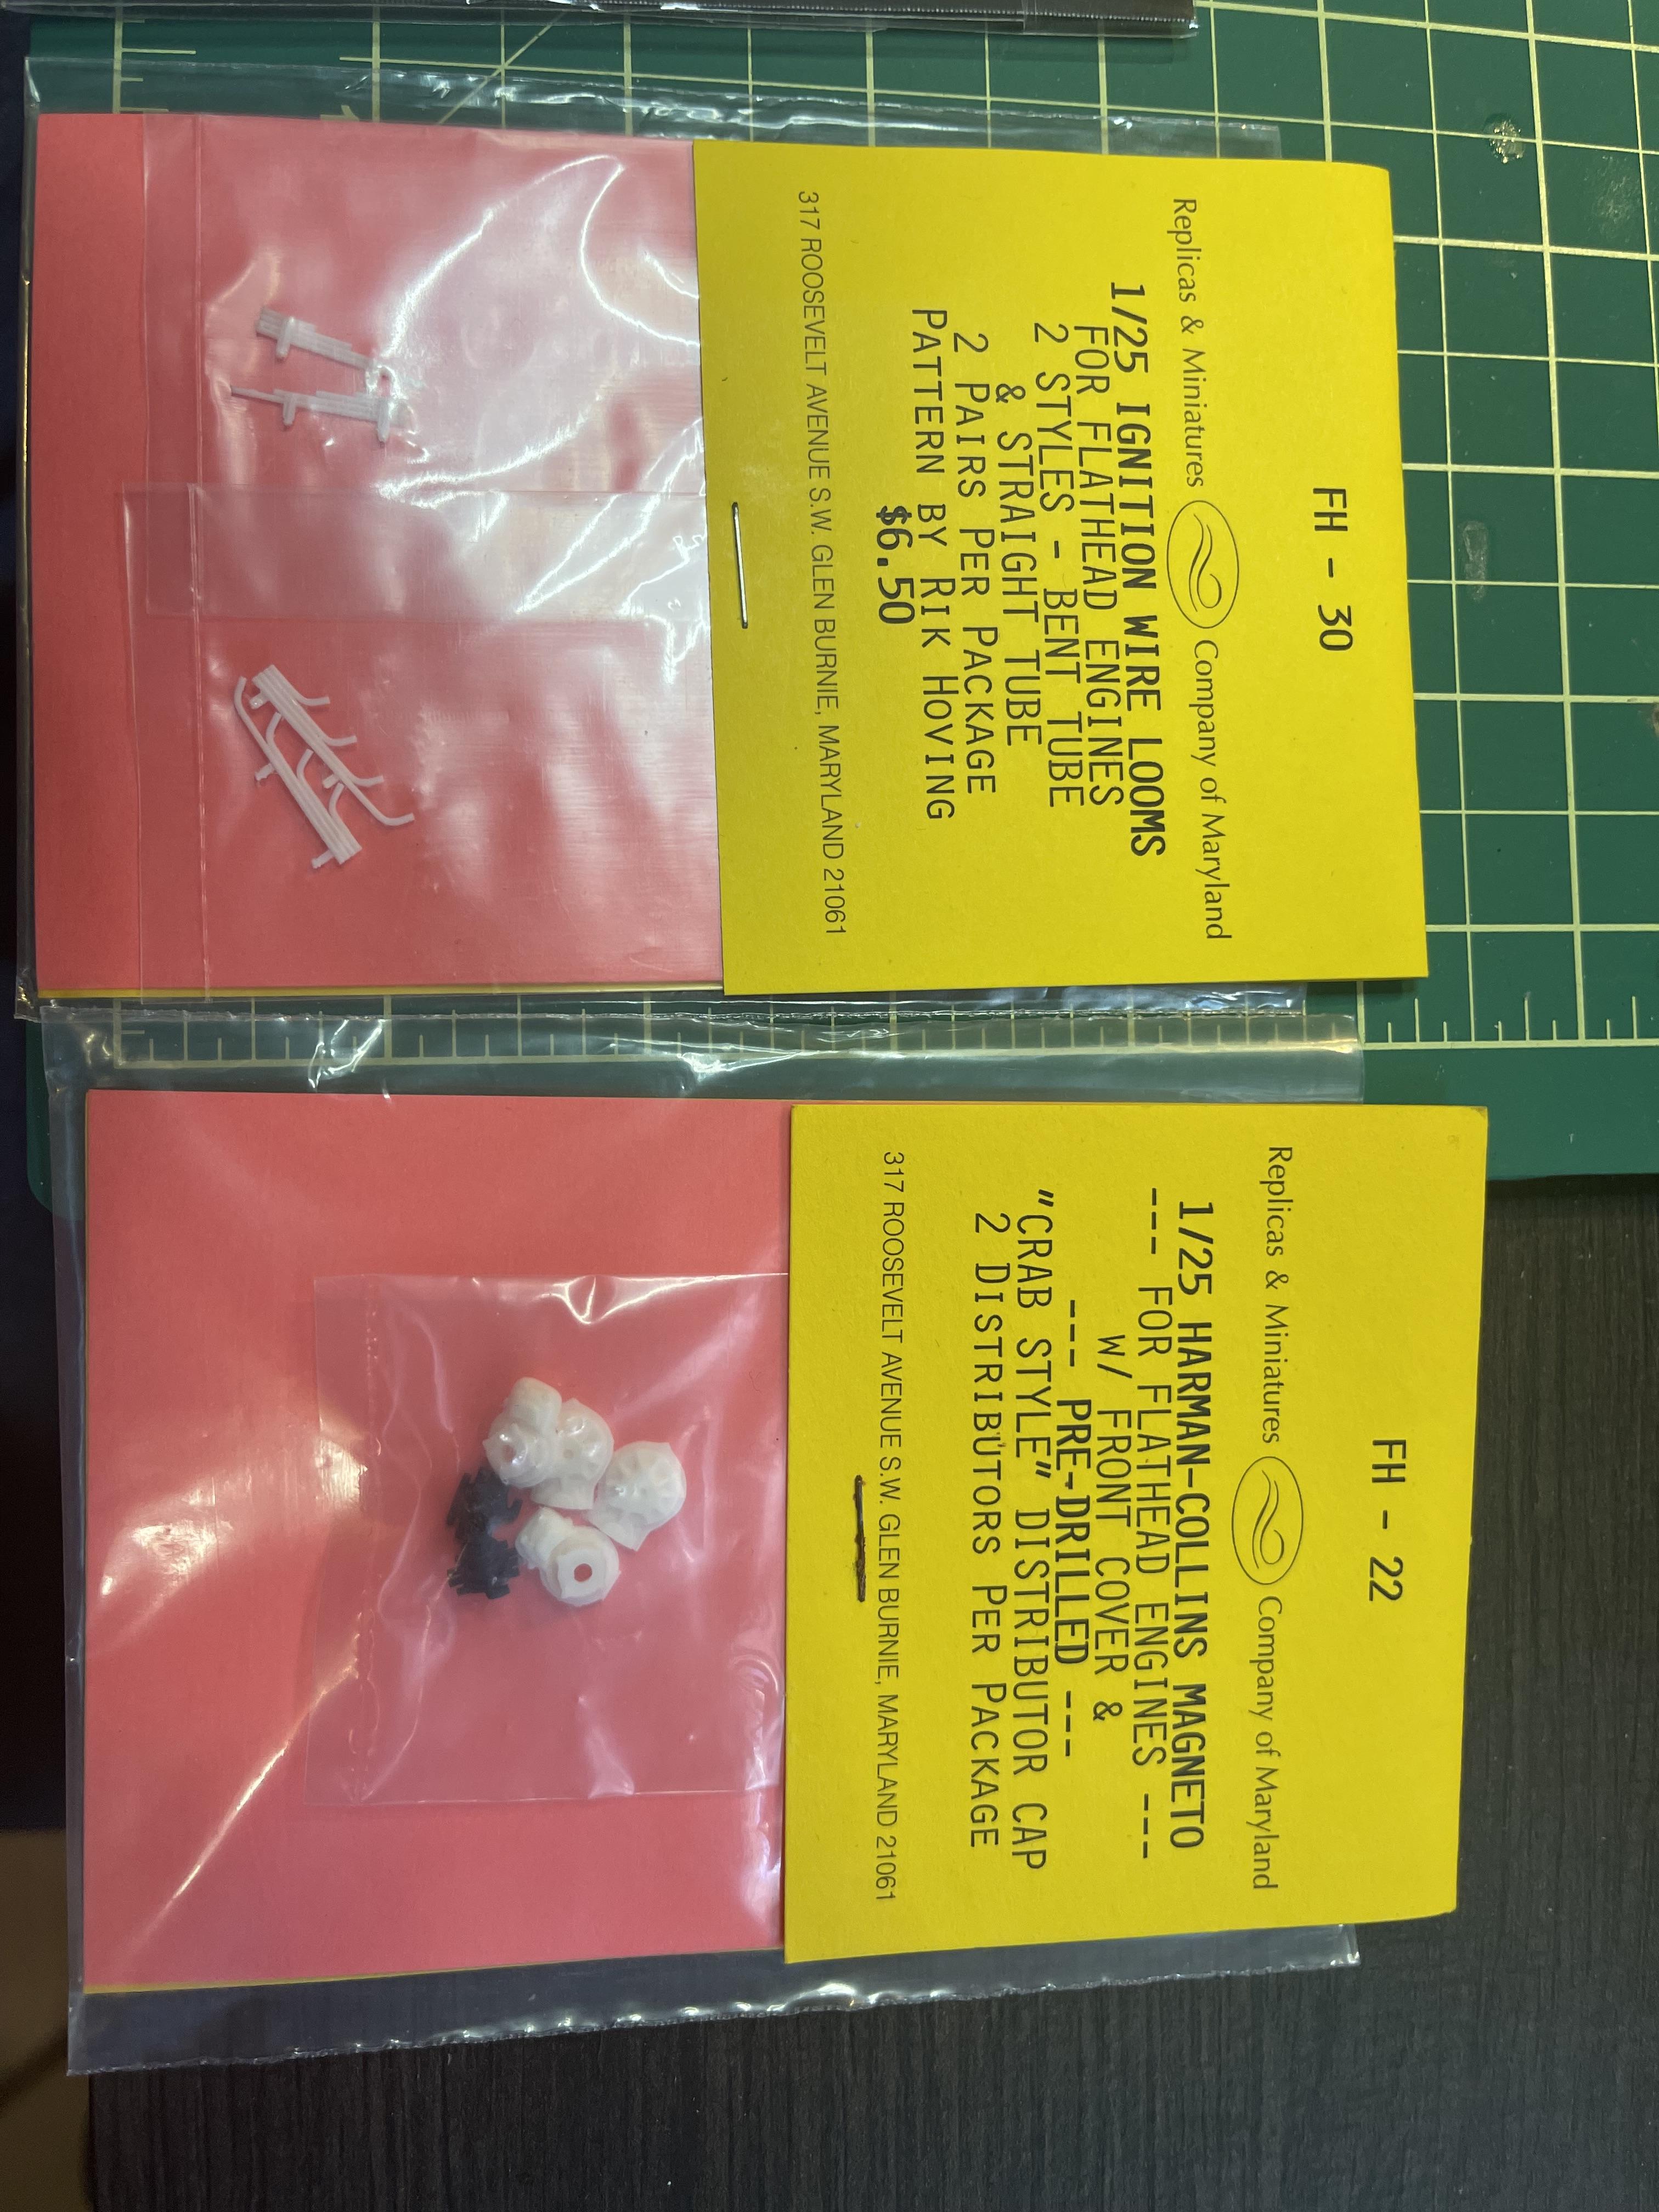 FH - 30
Replicas & Miniatures Company of Maryland
1/25 IGNITION WIRE LOOMS
FOR FLATHEAD ENGINES
2 STYLES - BENT TUBE
& STRAIGHT TUBE
2 PAIRS PER PACKAGE
PATTERN BY RIK HOVING
$6.50
317 ROOSEVELT AVENUE S.W. GLEN BURNIE, MARYLAND 21061
FH - 22
Replicas & Miniatures Company of Maryland
1/25 HARMAN-COLLINS MAGNETO
--- FOR FLATHEAD ENGINES ---
W/ FRONT COVER &
--- PRE-DRILLED ---
"CRAB STYLE" DISTRIBUTOR CAP
2 DISTRIBUTORS PER PACKAGE
317 ROOSEVELT AVENUE S.W. GLEN BURNIE, MARYLAND 21061